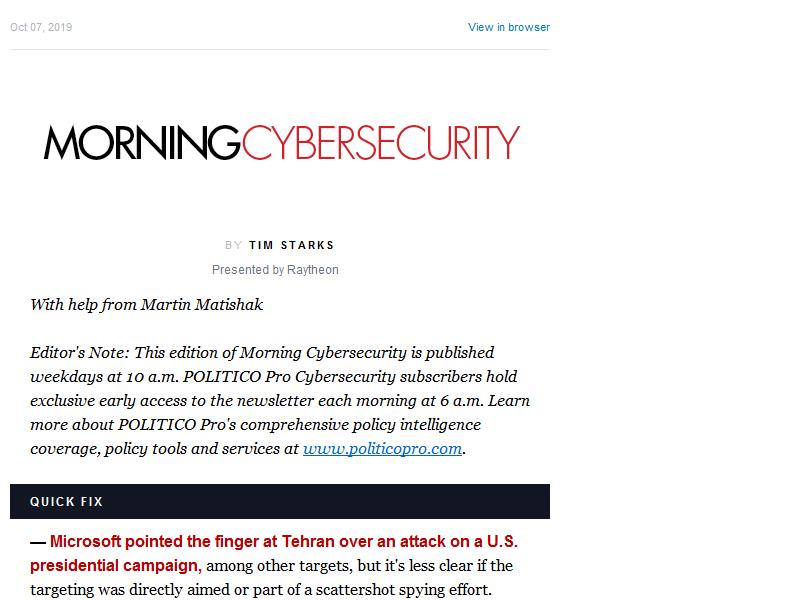 Oct 07, 2019
View in browser
MORNINGCYBERSECURITY
BY TIM STARKS
Presented by Raytheon
With help from Martin Matishak
Editor's Note: This edition of Morning Cybersecurity is published
weekdays at 10 a.m. POLITICO Pro Cybersecurity subscribers hold
exclusive early access to the newsletter each morning at 6 a.m. Learn
more about POLITICO Pro's comprehensive policy intelligence
coverage, policy tools and services at www.politicopro.com.
QUICK FIX
— Microsoft pointed the finger at Tehran over an attack on a U.S.
presidential campaign, among other targets, but it's less clear if the
targeting was directly aimed or part of a scattershot spying effort.